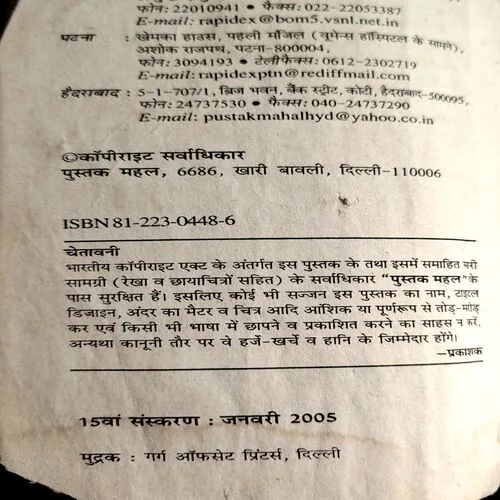 फोन: 22010941 ● फैक्स: 022-22053387
E-mail: rapidex@bom5.vsnl.net.in
पटना : खेमका हाउस, पहली मंजिल (वूमेन्स हॉस्पिटल के सामने),
अशोक राजपथ, पटना-800004,
फोन: 3094193 ● टेलीफैक्स: 0612-2302719
E-mail: rapidexptn@rediffmail.com
हैदराबाद : 5-1-707/1, ब्रिज भवन, बैंक स्ट्रीट, कोटी, हैदराबाद-500095,
फोन: 24737530 ● फैक्स: 040-24737290
E-mail: pustakmahalhyd@yahoo.co.in
©कॉपीराइट सर्वाधिकार
पुस्तक महल, 6686, खारी बावली, दिल्ली-110006
ISBN 81-223-0448-6
चेतावनी
भारतीय कॉपीराइट एक्ट के अंतर्गत इस पुस्तक के तथा इसमें समाहित सारी
सामग्री (रेखा व छायाचित्रों सहित) के सर्वाधिकार "पुस्तक महल" के
पास सुरक्षित हैं। इसलिए कोई भी सज्जन इस पुस्तक का नाम, टाइटल
डिजाइन, अंदर का मैटर व चित्र आदि आंशिक या पूर्णरूप से तोड़-मरोड़
कर एवं किसी भी भाषा में छापने व प्रकाशित करने का साहस न करें,
अन्यथा कानूनी तौर पर वे हर्जे-खर्चे व हानि के जिम्मेदार होंगे।
—प्रकाशक
15वां संस्करण : जनवरी 2005
मुद्रक : गर्ग ऑफसेट प्रिंटर्स, दिल्ली